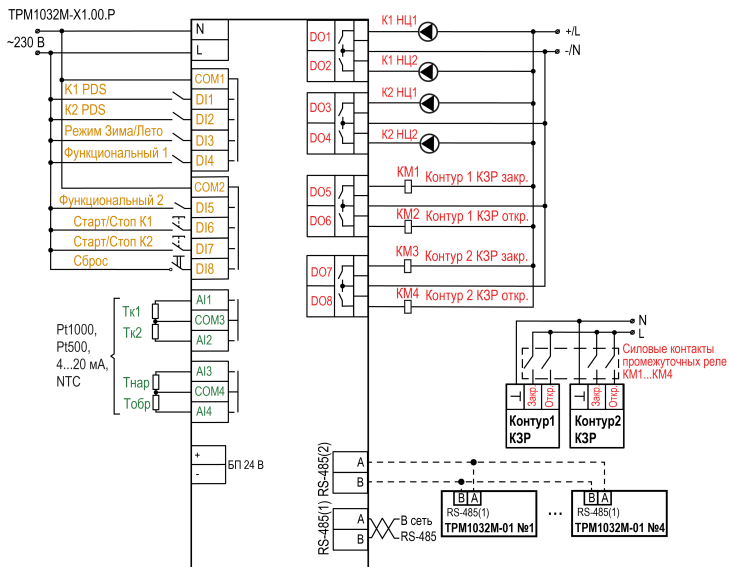 ТРМ1032М-Х1.00.Р
~230 В
N
L
COM1
K1 PDS
DI1
K2 PDS
DI2
Режим Зима/Лето
DI3
Функциональный 1
DI4
COM2
Функциональный 2
DI5
Старт/Стоп К1
DI6
Старт/Стоп К2
DI7
Сброс
DI8
Pt1000,
Pt500,
4...20 мА,
NTC
Тк1
Тк2
AI1
COM3
AI2
Тнар
Тобр
AI3
COM4
AI4
+
-
БП 24 В
DO1
DO2
К1 НЦ1
К1 НЦ2
+/L
-/N
DO3
DO4
К2 НЦ1
К2 НЦ2
DO5
DO6
КМ1
Контур 1 КЗР закр.
КМ2
Контур 1 КЗР откр.
DO7
DO8
КМ3
Контур 2 КЗР закр.
КМ4
Контур 2 КЗР откр.
N
L
Силовые контакты
промежуточных реле
КМ1...КМ4
Закр.
Откр.
Закр.
Откр.
Контур1
КЗР
Контур2
КЗР
RS-485(2)
A
B
RS-485(1)
A
B
В сеть
RS-485
B A
RS-485(1)
ТРМ1032М-01 №1
...
B A
RS-485(1)
ТРМ1032М-01 №4